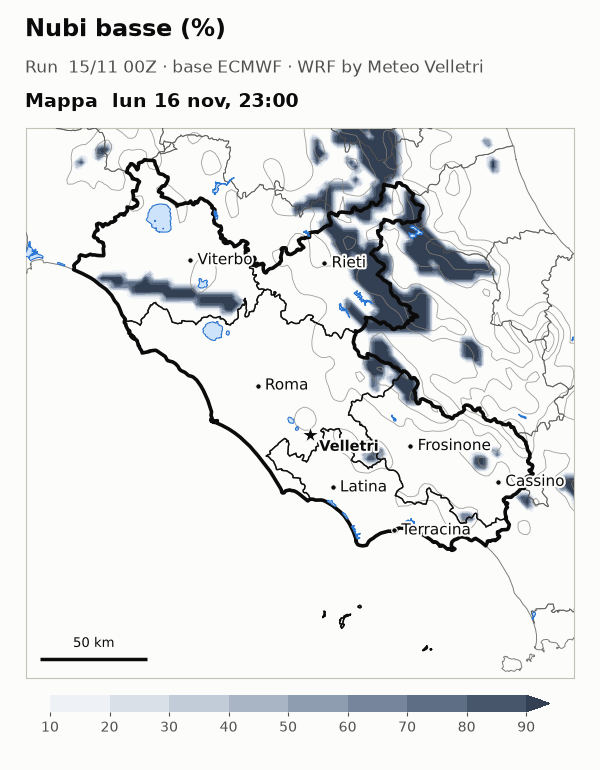 Nubi basse (%)
Run 15/11 00Z · base ECMWF · WRF by Meteo Velletri
Mappa lun 16 nov, 23:00
Viterbo
Rieti
Roma
Velletri
Frosinone
Cassino
Latina
Terracina
50 km
10 20 30 40 50 60 70 80 90